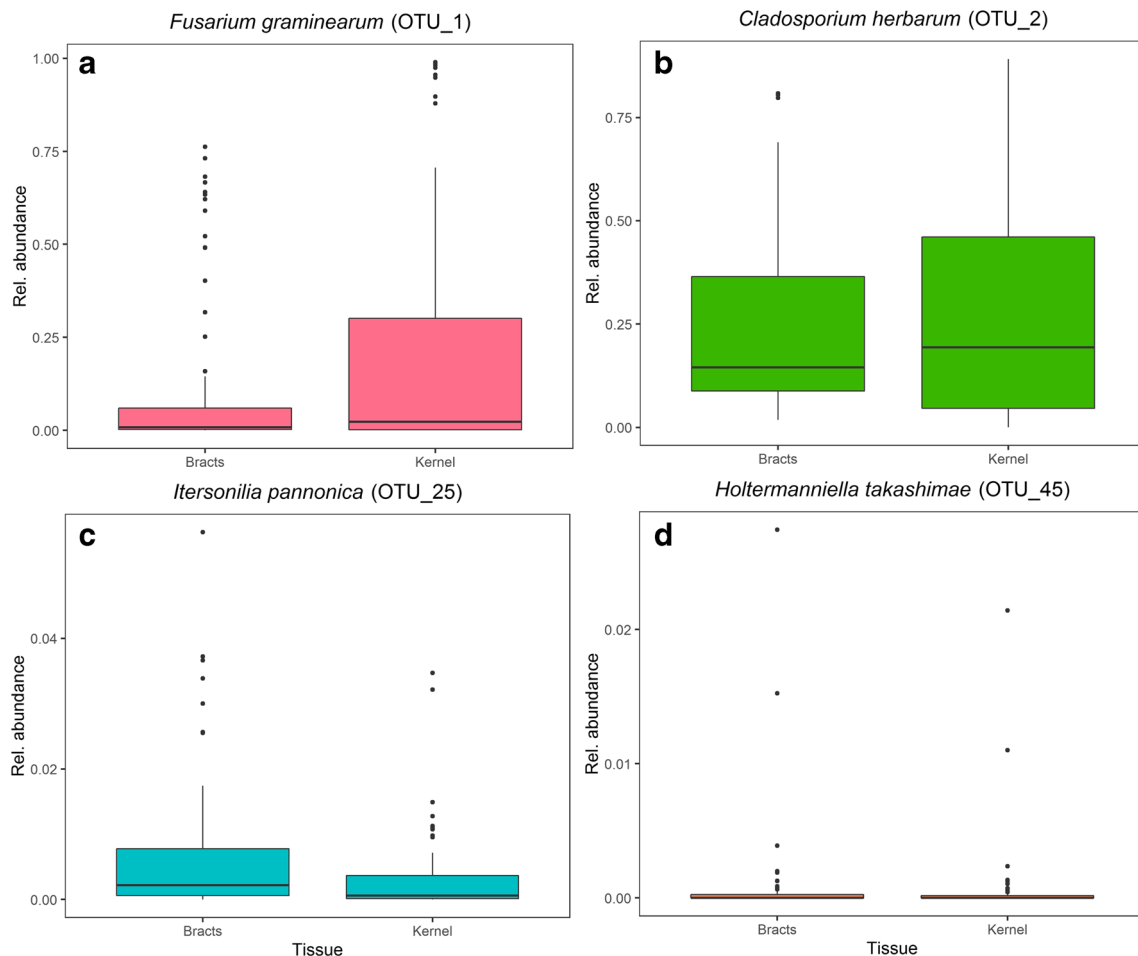 Fusarium graminearum (OTU_1)
a
1.00
0.75
0.50
0.25
0.00
Rel. abundance
Bracts Kernel
Cladosporium herbarum (OTU_2)
b
0.75
0.50
0.25
0.00
Rel. abundance
Bracts Kernel
Itersonilia pannonica (OTU_25)
c
0.04
0.02
0.00
Rel. abundance
Bracts Kernel
Tissue
Holtermanniella takashimae (OTU_45)
d
0.02
0.01
0.00
Rel. abundance
Bracts Kernel
Tissue